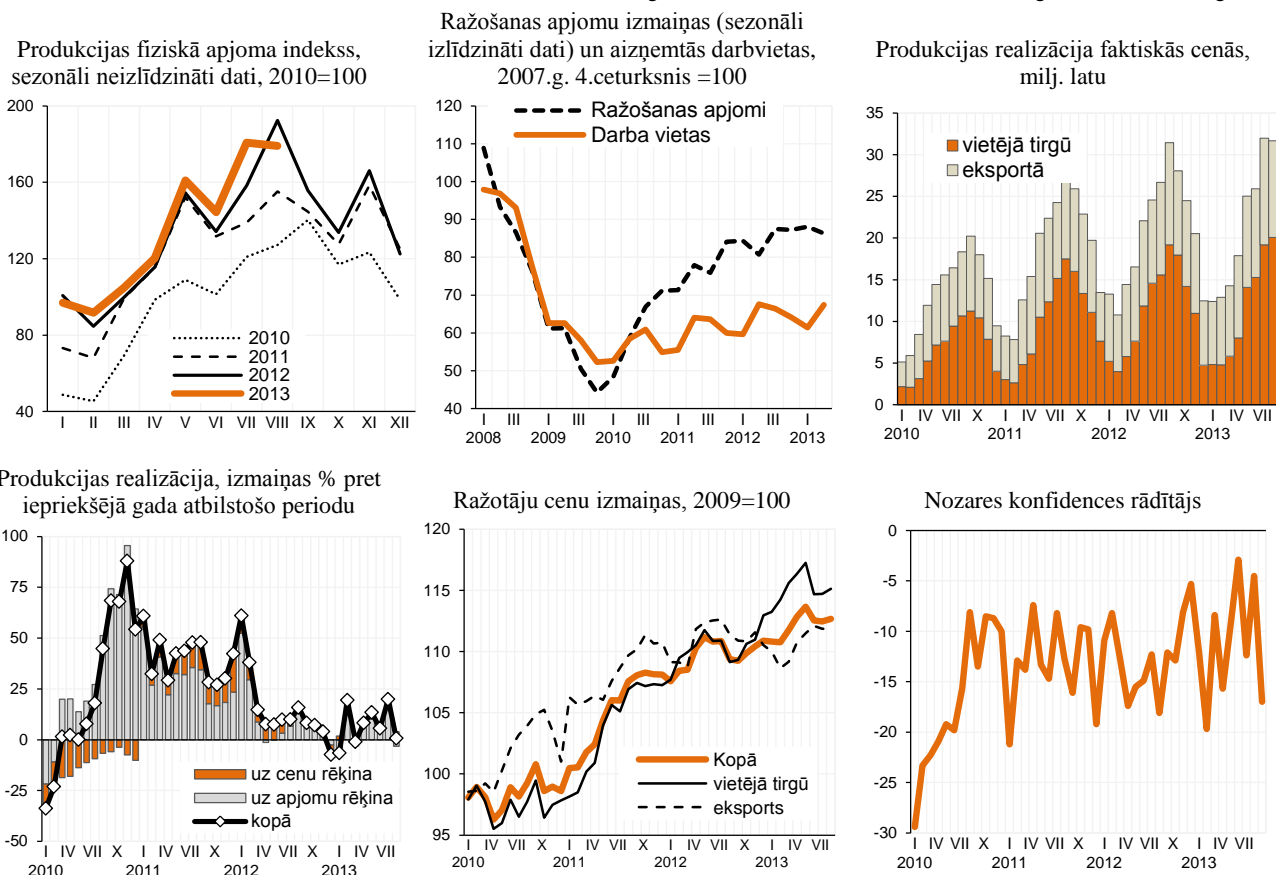 Produkcijas fiziskā apjoma indekss,
sezonāli neizlīdzināti dati, 2010=100
200
160
120
80
40
2010
2011
2012
2013
I II III IV V VI VII VIII IX X XI XII
Ražošanas apjomu izmaiņas (sezonāli
izlīdzināti dati) un aizņemtās darbvietas,
2007.g. 4.ceturksnis =100
120
110
100
90
80
70
60
50
40
Ražošanas apjomi
Darba vietas
I III I III I III I III I III I
2008 2009 2010 2011 2012 2013
Produkcijas realizācija faktiskās cenās,
milj. latu
35
30
25
20
15
10
5
0
vietējā tirgū
eksportā
I IV VII X I IV VII X I IV VII X I IV VII
2010 2011 2012 2013
Produkcijas realizācija, izmaiņas % pret
iepriekšējā gada atbilstošo periodu
100
75
50
25
0
-25
-50
uz cenu rēķina
uz apjomu rēķina
kopā
I IV VII X I IV VII X I IV VII X I IV VII
2010 2011 2012 2013
Ražotāju cenu izmaiņas, 2009=100
120
115
110
105
100
95
Kopā
vietējā tirgū
eksports
I IV VII X I IV VII X I IV VII X I IV VII
2010 2011 2012 2013
Nozares konfidences rādītājs
0
-5
-10
-15
-20
-25
-30
I IV VII X I IV VII X I IV VII X I IV VII
2010 2011 2012 2013